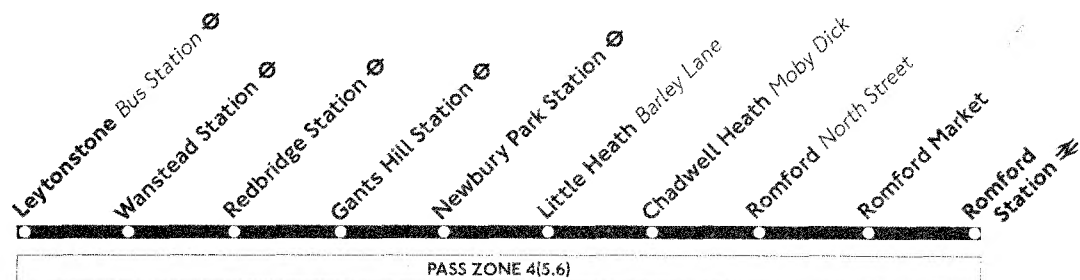 Leytonstone Bus Station
Wanstead Station
Redbridge Station
Gants Hill Station
Newbury Park Station
Little Heath Barley Lane
Chadwell Heath Moby Dick
Romford North Street
Romford Market
Romford
Station
PASS ZONE 4(5.6)